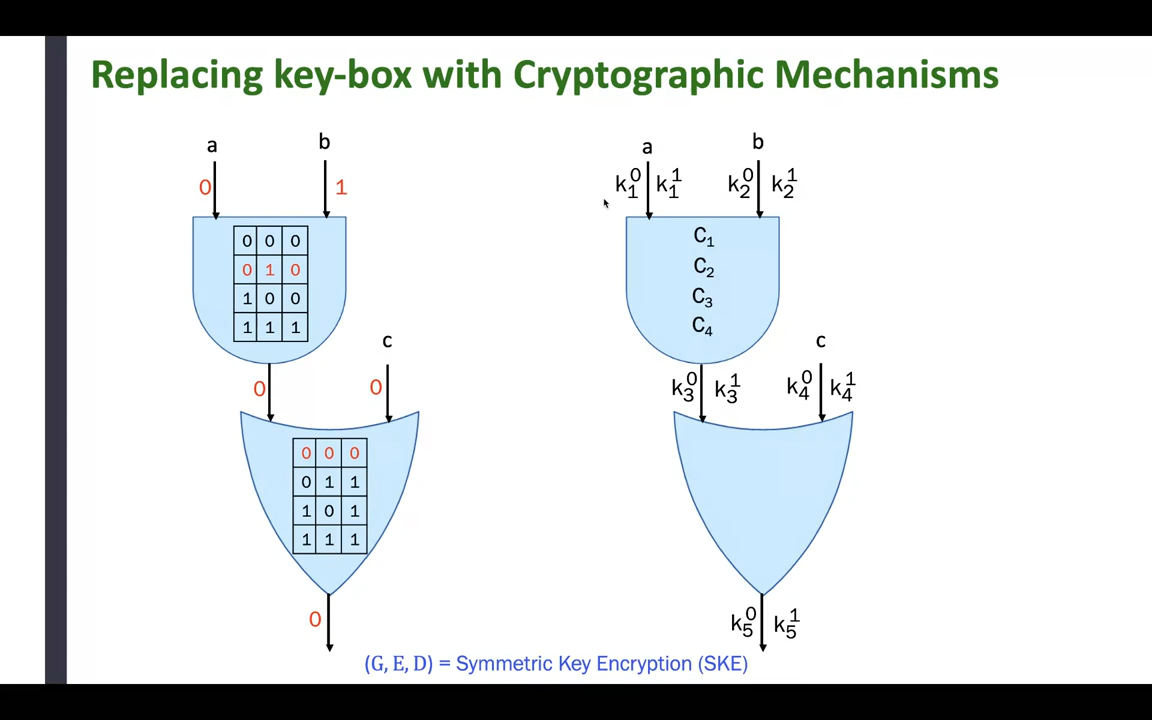 Replacing key-box with Cryptographic Mechanisms
a b
0 1
0 0 0
0 1 0
1 0 0
1 1 1
c
0 0
0 0 0
0 1 1
1 0 1
1 1 1
0
a b
k₁⁰ k₁¹ k₂⁰ k₂¹
C₁
C₂
C₃
C₄
c
k₃⁰ k₃¹ k₄⁰ k₄¹
k₅⁰ k₅¹
(G, E, D) = Symmetric Key Encryption (SKE)